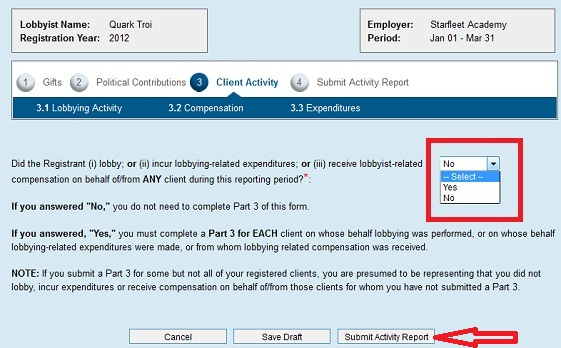 Lobbyist Name: Quark Troi
Registration Year: 2012
Employer: Starfleet Academy
Period: Jan 01 - Mar 31
1 Gifts 2 Political Contributions 3 Client Activity 4 Submit Activity Report
3.1 Lobbying Activity 3.2 Compensation 3.3 Expenditures
Did the Registrant (i) lobby; or (ii) incur lobbying-related expenditures; or (iii) receive lobbyist-related
compensation on behalf of/from ANY client during this reporting period?*:
No
-- Select --
Yes
No
If you answered "No," you do not need to complete Part 3 of this form.
If you answered, "Yes," you must complete a Part 3 for EACH client on whose behalf lobbying was performed, or on whose behalf
lobbying-related expenditures were made, or from whom lobbying related compensation was received.
NOTE: If you submit a Part 3 for some but not all of your registered clients, you are presumed to be representing that you did not
lobby, incur expenditures or receive compensation on behalf of/from those clients for whom you have not submitted a Part 3.
Cancel Save Draft Submit Activity Report